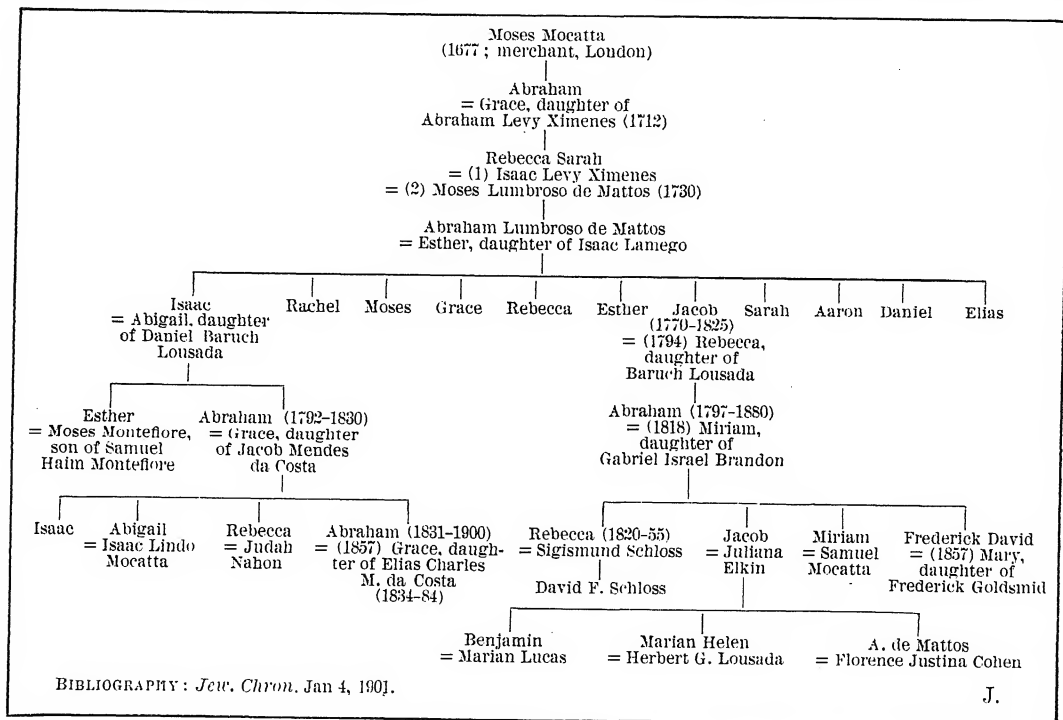 Moses Mocatta
(1677 ; merchant, London)
Abraham
= Grace, daughter of
Abraham Levy Ximenes (1712)
Rebecca Sarah
= (1) Isaac Levy Ximenes
= (2) Moses Lumbroso de Mattos (1730)
Abraham Lumbroso de Mattos
= Esther, daughter of Isaac Lamego
Isaac
= Abigail, daughter
of Daniel Baruch
Lousada
Rachel
Moses
Grace
Rebecca
Esther
Jacob
(1770-1825)
= (1794) Rebecca,
daughter of
Baruch Lousada
Sarah
Aaron
Daniel
Elias
Esther
= Moses Montefiore,
son of Samuel
Haim Montefiore
Abraham (1792-1830)
= Grace, daughter
of Jacob Mendes
da Costa
Abraham (1797-1880)
= (1818) Miriam,
daughter of
Gabriel Israel Brandon
Isaac
Abigail
= Isaac Lindo
Mocatta
Rebecca
= Judah
Nahon
Abraham (1831-1900)
= (1857) Grace, daugh-
ter of Elias Charles
M. da Costa
(1834-84)
Rebecca (1820-55)
= Sigismund Schloss
David F. Schloss
Jacob
= Juliana
Elkin
Miriam
= Samuel
Mocatta
Frederick David
= (1857) Mary,
daughter of
Frederick Goldsmid
Benjamin
= Marian Lucas
Marian Helen
= Herbert G. Lousada
A. de Mattos
= Florence Justina Cohen
BIBLIOGRAPHY : Jew. Chron. Jan 4, 1901.
J.